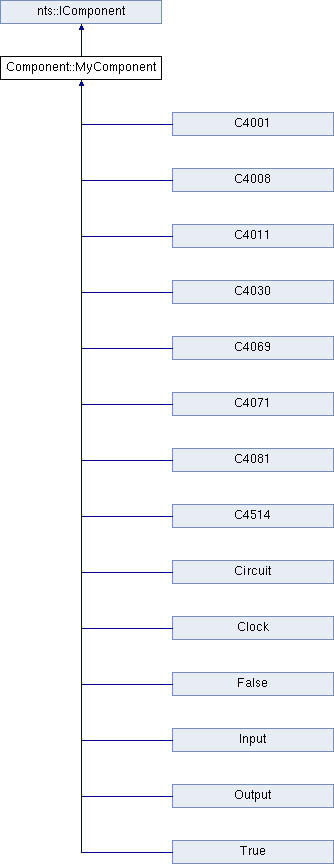 nts::IComponent
Component::MyComponent
C4001
C4008
C4011
C4030
C4069
C4071
C4081
C4514
Circuit
Clock
False
Input
Output
True